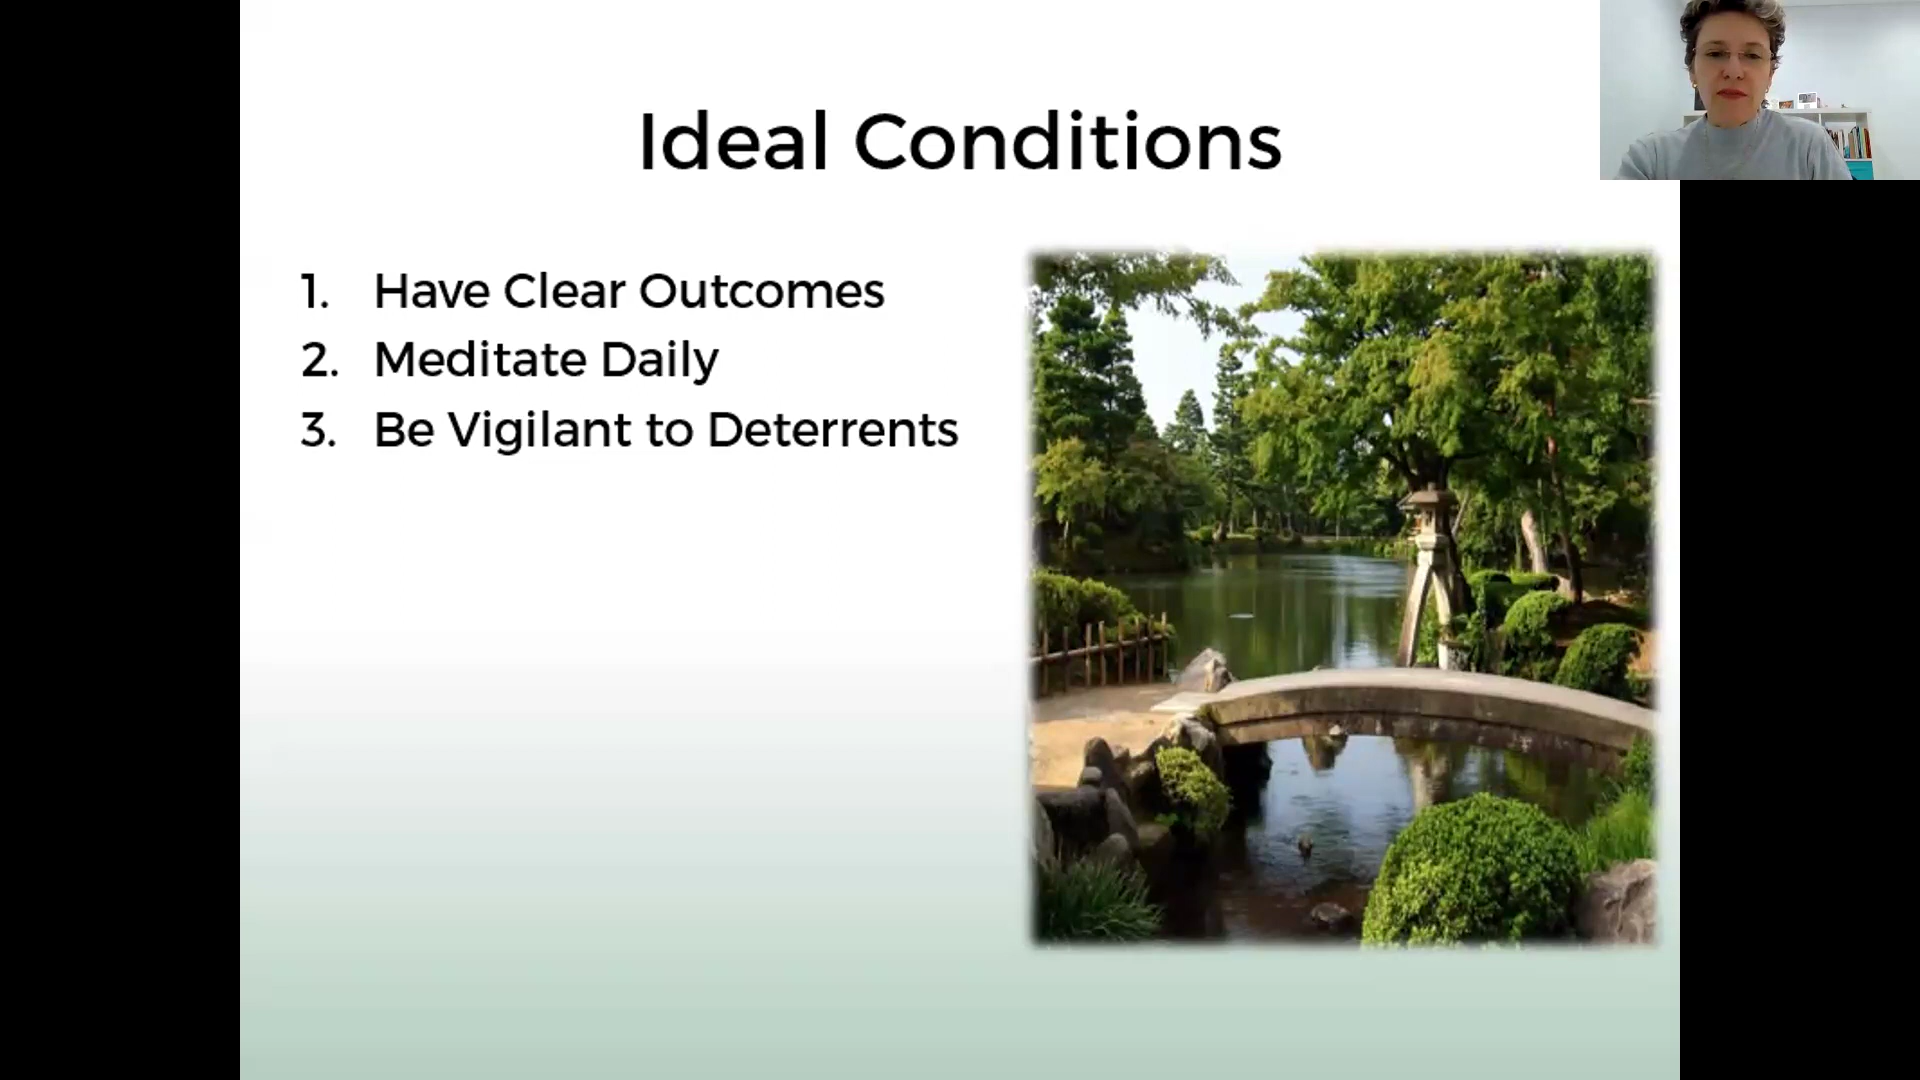 Ideal Conditions
1. Have Clear Outcomes
2. Meditate Daily
3. Be Vigilant to Deterrents